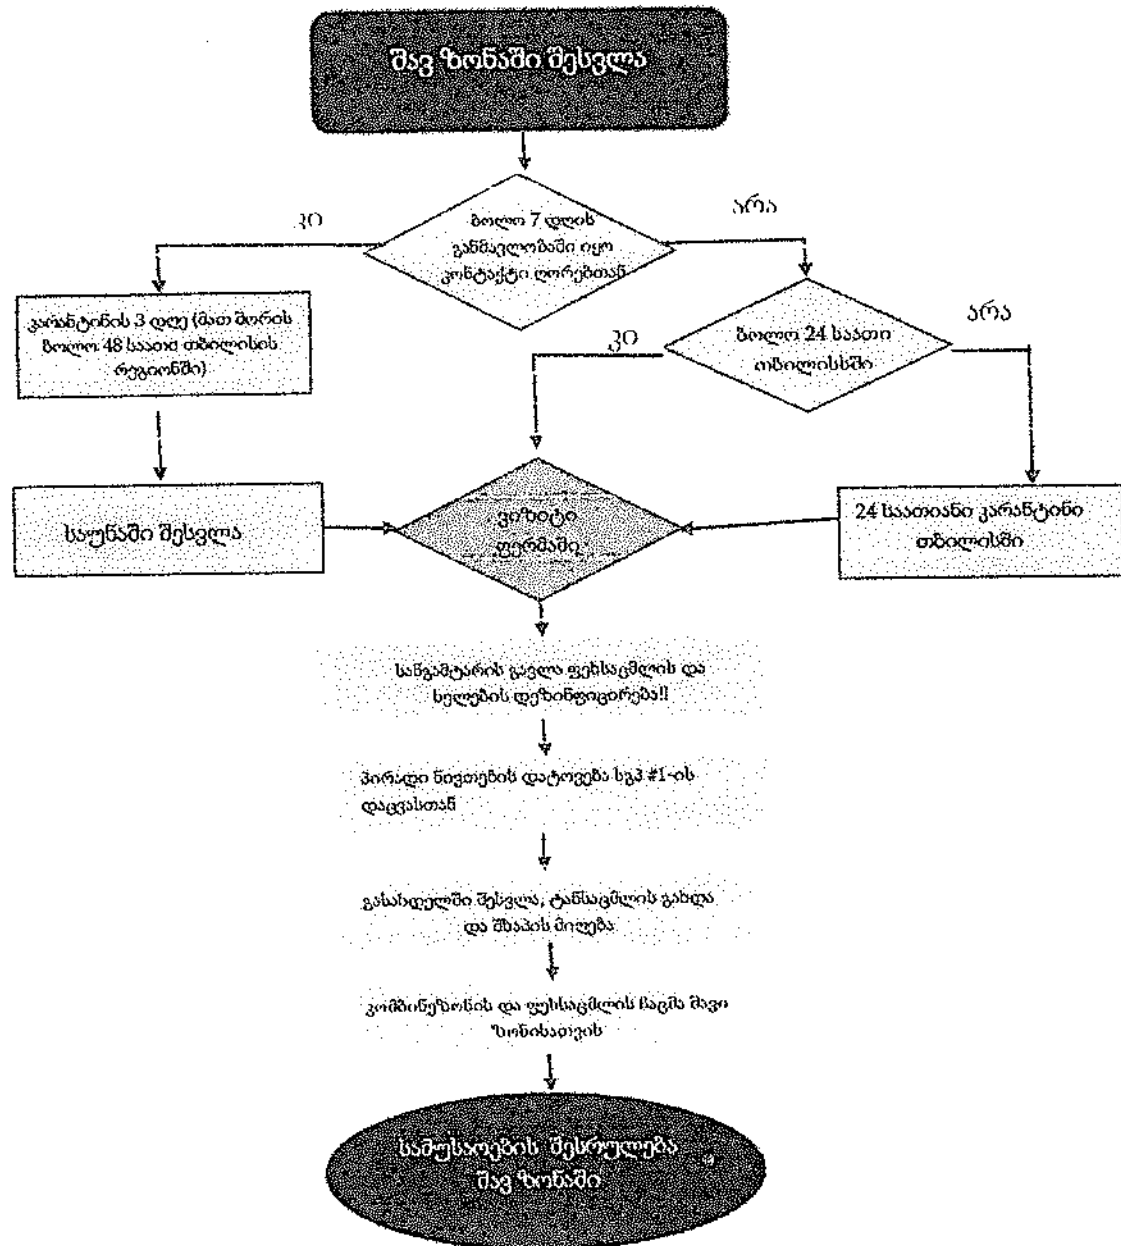 შავ ზონაში შესვლა
კი
არა
ბოლო 7 დღის
განმავლობაში იყო
კონტაქტი ღორებთან
კარანტინის 3 დღე (მათ შორის
ბოლო 48 საათი თბილისის
რეგიონში)
კი
ბოლო 24 საათი
თბილისსში
არა
საუნაში შესვლა
ვიზიტი
ფერმაში
24 საათიანი კარანტინი
თბილისში
სანგამტარის გავლა ფეხსაცმლის და
ხელების დეზინფიცირება!!
პირადი ნივთების დატოვება სგპ #1-ის
დაცვასთან
გასახდელში შესვლა, ტანსაცმლის გახდა
და შხაპის მიღება
კომბინეზონის და ფეხსაცმლის ჩაცმა შავი
ზონისათვის
სამუსაოების შესრულება
შავ ზონაში